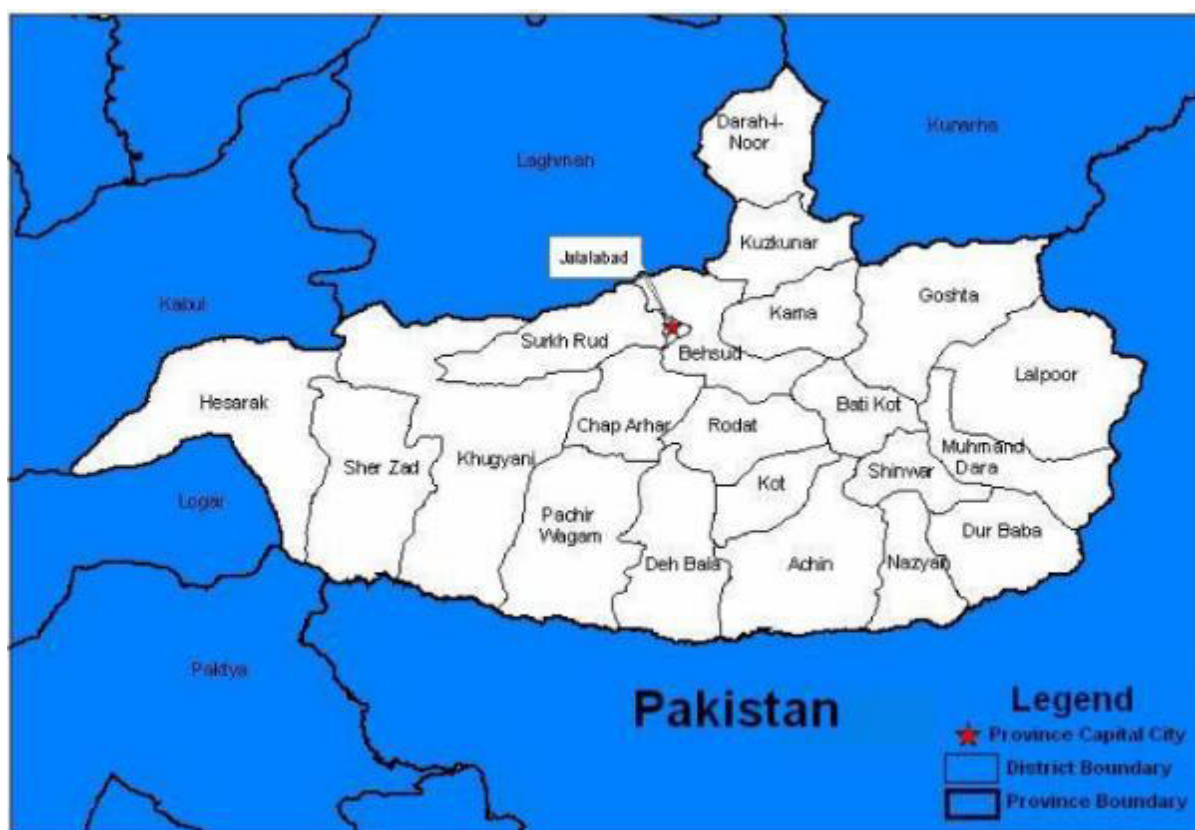 Darah-i-
Noor
Kunarha
Laghman
Kuzkunar
Jalalabad
Goshta
Kabul
Kama
Surkh Rud
Behsud
Lalpoor
Hesarak
Bati Kot
Chap Arhar
Rodat
Muhmand
Dara
Khugyani
Sher Zad
Shinwar
Kot
Logar
Pachir
Wagam
Dur Baba
Deh Bala
Achin
Nazyan
Paktya
Pakistan
Legend
Province Capital City
District Boundary
Province Boundary